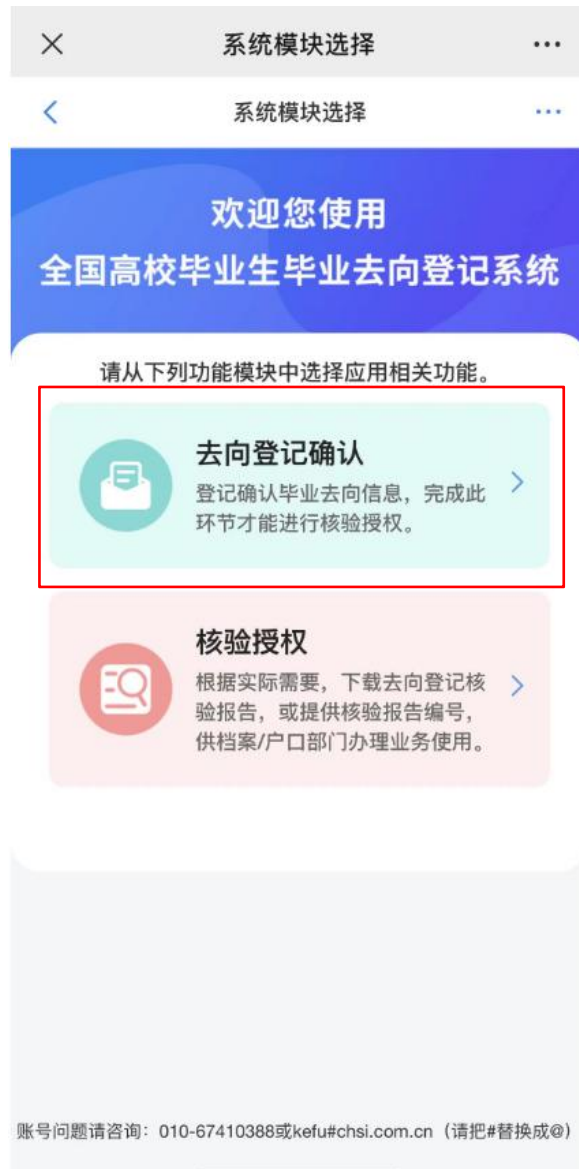 系统模块选择
系统模块选择
欢迎您使用
全国高校毕业生毕业去向登记系统
请从下列功能模块中选择应用相关功能。
去向登记确认
登记确认毕业去向信息，完成此
环节才能进行核验授权。
核验授权
根据实际需要，下载去向登记核
验报告，或提供核验报告编号，
供档案/户口部门办理业务使用。
账号问题请咨询：010-67410388或kefu#chsi.com.cn（请把#替换成@)